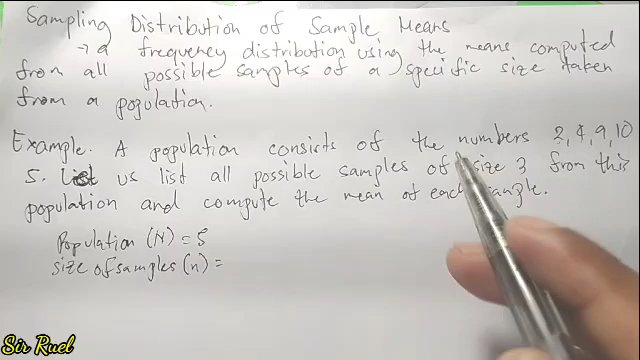 Sampling Distribution of Sample Means
→ a frequency distribution using the means computed
from all possible samples of a specific size taken
from a population.
Example. A population consists of the numbers 2, 4, 9, 10
5. Let us list all possible samples of size 3 from this
population and compute the mean of each sample.
Population (N) = 5
size of samples (n) =
Sir Ruel